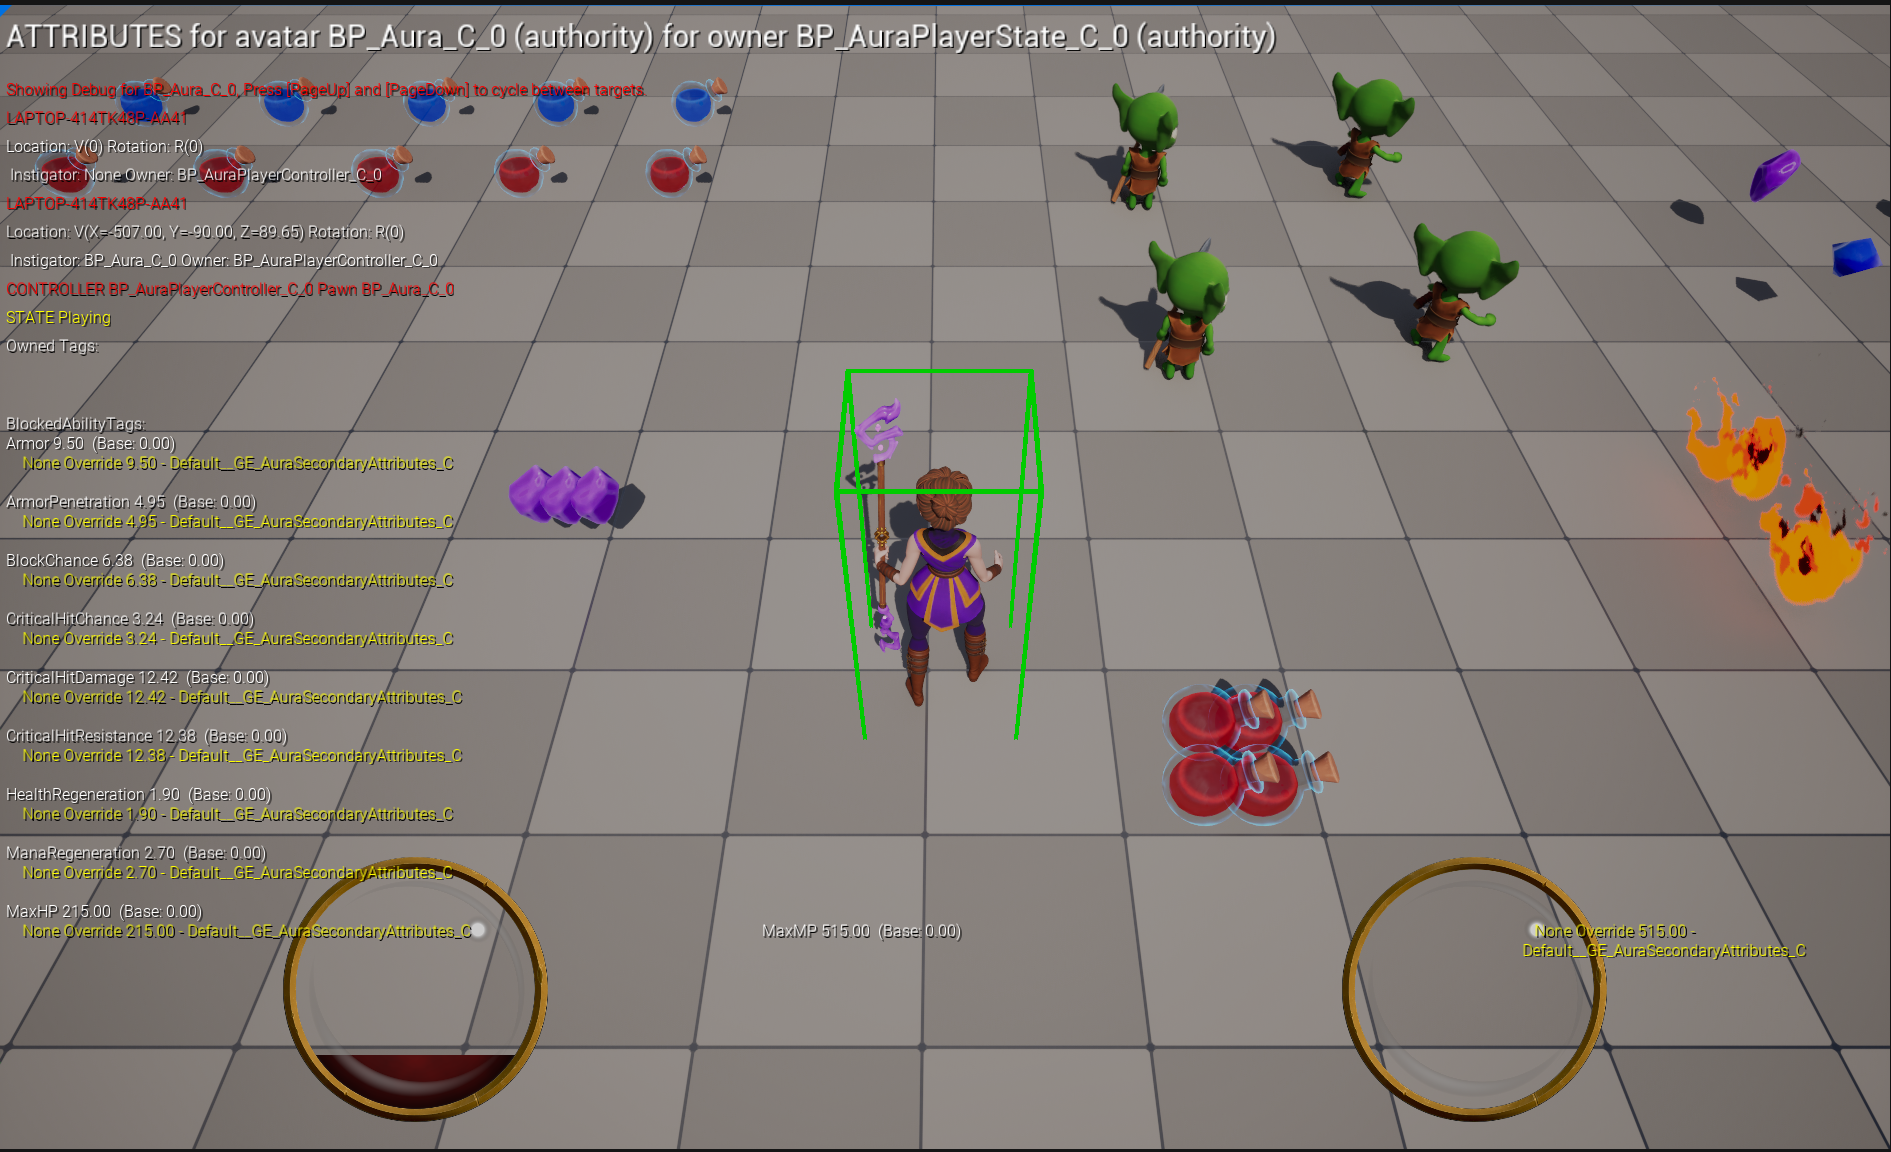 ATTRIBUTES for avatar BP_Aura_C_0 (authority) for owner BP_AuraPlayerState_C_0 (authority)
Showing Debug for BP_Aura_C_0, Press [PageUp] and [PageDown] to cycle between targets.
LAPTOP-414TK48P-AA41
Location: V(0) Rotation: R(0)
Instigator: None Owner: BP_AuraPlayerController_C_0
LAPTOP-414TK48P-AA41
Location: V(X=-507.00, Y=-90.00, Z=89.65) Rotation: R(0)
Instigator: BP_Aura_C_0 Owner: BP_AuraPlayerController_C_0
CONTROLLER BP_AuraPlayerController_C_0 Pawn BP_Aura_C_0
STATE Playing
Owned Tags:
BlockedAbilityTags:
Armor 9.50 (Base: 0.00)
None Override 9.50 - Default__GE_AuraSecondaryAttributes_C
ArmorPenetration 4.95 (Base: 0.00)
None Override 4.95 - Default__GE_AuraSecondaryAttributes_C
BlockChance 6.38 (Base: 0.00)
None Override 6.38 - Default__GE_AuraSecondaryAttributes_C
CriticalHitChance 3.24 (Base: 0.00)
None Override 3.24 - Default__GE_AuraSecondaryAttributes_C
CriticalHitDamage 12.42 (Base: 0.00)
None Override 12.42 - Default__GE_AuraSecondaryAttributes_C
CriticalHitResistance 12.38 (Base: 0.00)
None Override 12.38 - Default__GE_AuraSecondaryAttributes_C
HealthRegeneration 1.90 (Base: 0.00)
None Override 1.90 - Default__GE_AuraSecondaryAttributes_C
ManaRegeneration 2.70 (Base: 0.00)
None Override 2.70 - Default__GE_AuraSecondaryAttributes_C
MaxHP 215.00 (Base: 0.00)
None Override 215.00 - Default__GE_AuraSecondaryAttributes_C
MaxMP 515.00 (Base: 0.00)
None Override 515.00 -
Default__GE_AuraSecondaryAttributes_C